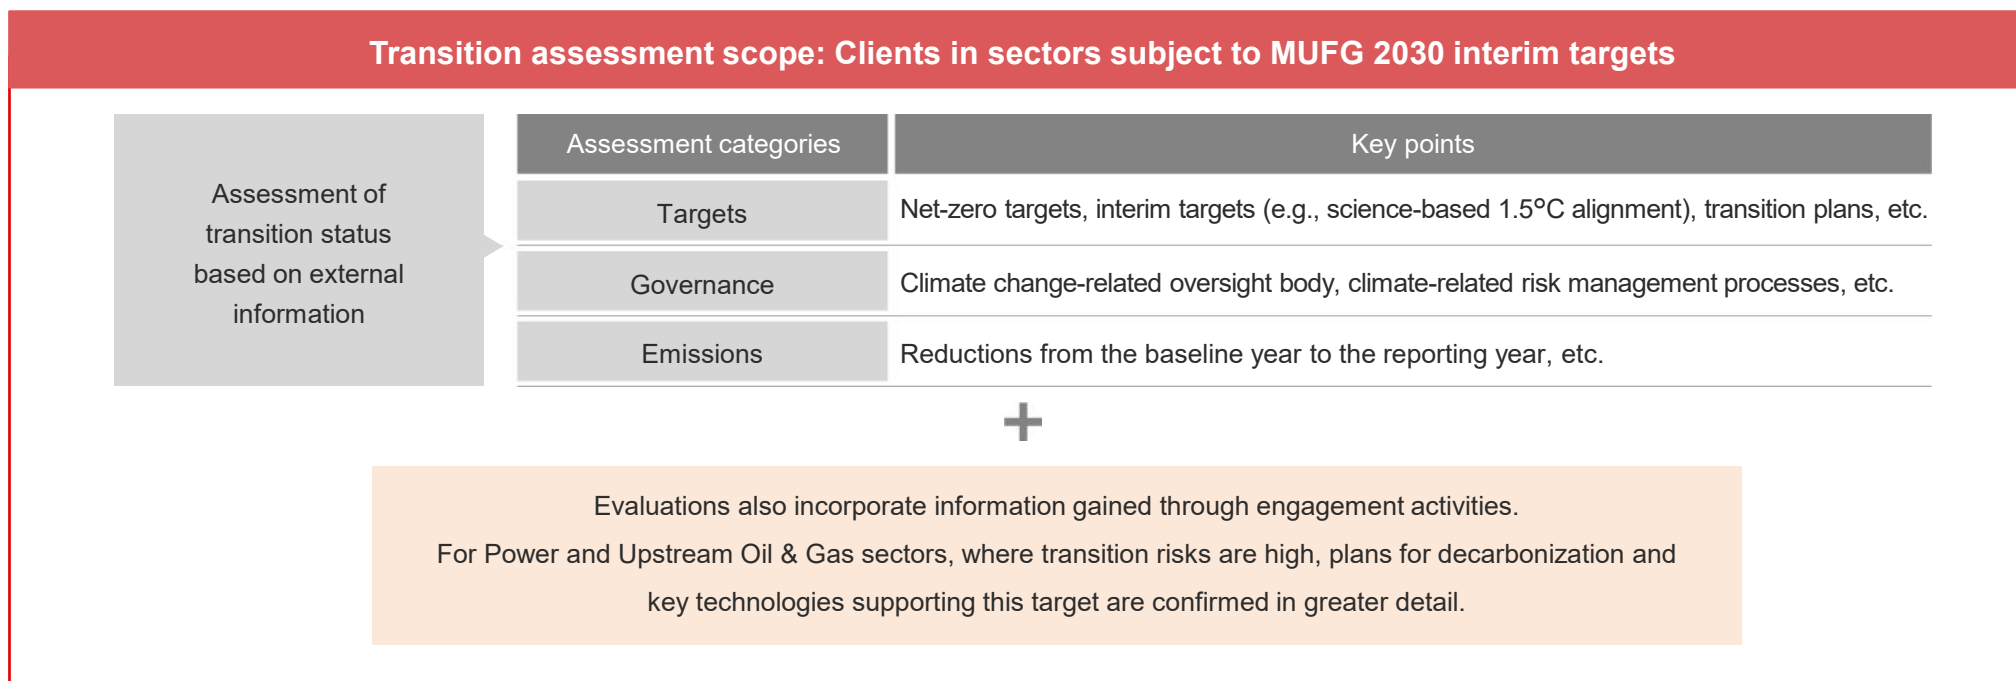 Transition assessment scope: Clients in sectors subject to MUFG 2030 interim targets
Assessment of
transition status
based on external
information
Assessment categories
Key points
Targets
Net-zero targets, interim targets (e.g., science-based 1.5°C alignment), transition plans, etc.
Governance
Climate change-related oversight body, climate-related risk management processes, etc.
Emissions
Reductions from the baseline year to the reporting year, etc.
+
Evaluations also incorporate information gained through engagement activities.
For Power and Upstream Oil & Gas sectors, where transition risks are high, plans for decarbonization and
key technologies supporting this target are confirmed in greater detail.